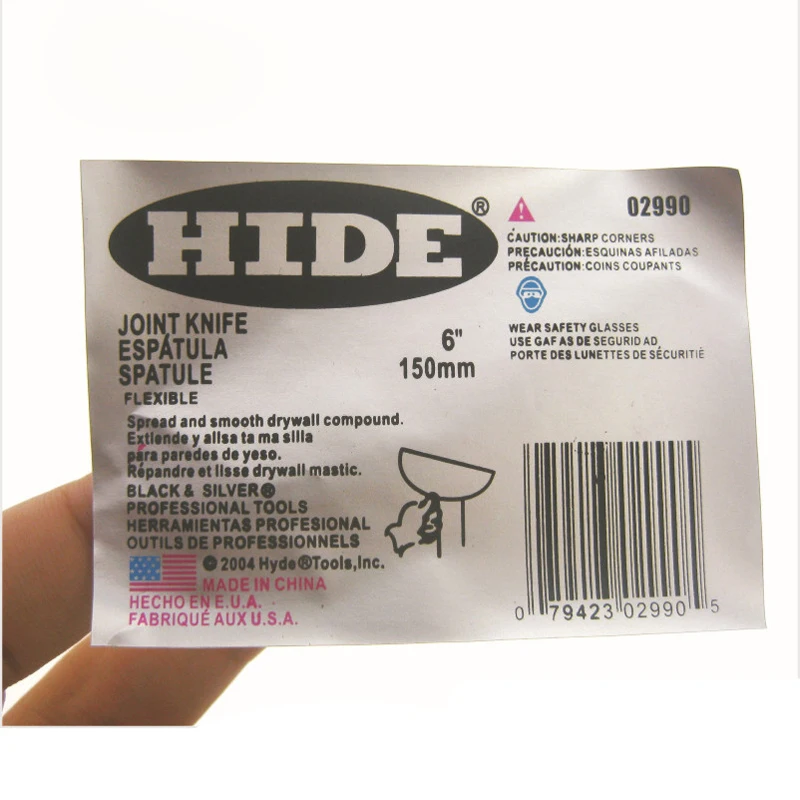 HIDE®
02990
CAUTION:SHARP CORNERS
PRECAUCIÓN:ESQUINAS AFILADAS
PRÉCAUTION:COINS COUPANTS
WEAR SAFETY GLASSES
USE GAF AS DE SEGURID AD
PORTE DES LUNETTES DE SÉCURITIÉ
JOINT KNIFE
ESPÁTULA
SPATULE
FLEXIBLE
6"
150mm
Spread and smooth drywall compound.
Extiende y alisa ta ma silla
para paredes de yeso.
Répandre et lisse drywall mastic.
BLACK & SILVER®
PROFESSIONAL TOOLS
HERRAMIENTAS PROFESIONAL
OUTILS DE PROFESSIONNELS
© 2004 Hyde®Tools,Inc.
MADE IN CHINA
HECHO EN E.U.A.
FABRIQUÉ AUX U.S.A.
0 79423 02990 5